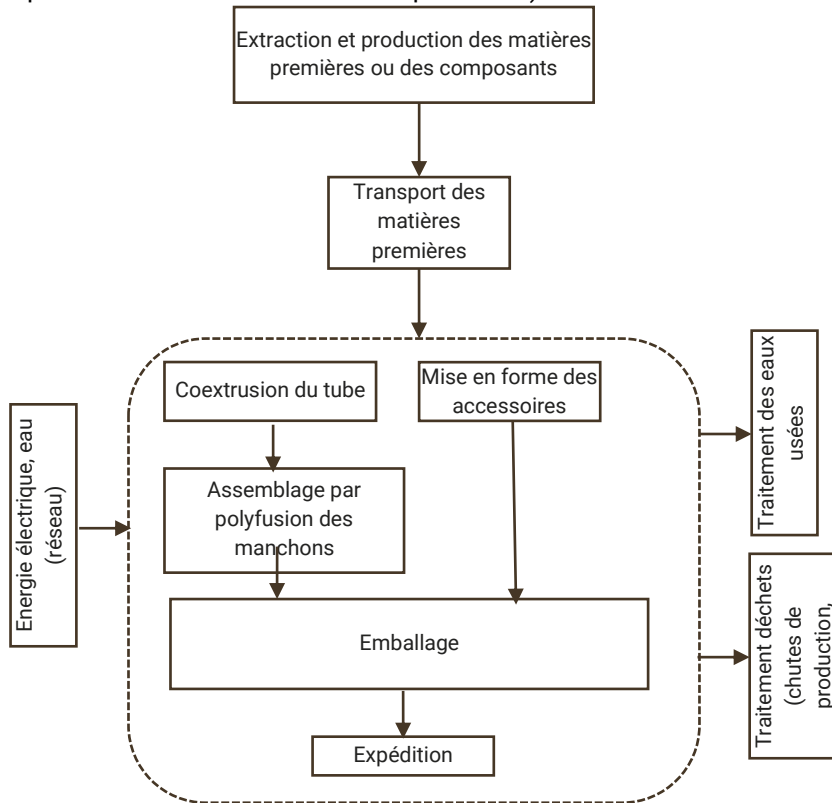 Extraction et production des matières
premières ou des composants
Transport des
matières
premières
Coextrusion du tube
Mise en forme des
accessoires
Energie électrique, eau
(réseau)
Assemblage par
polyfusion des
manchons
Traitement des eaux
usées
Emballage
Traitement déchets
(chutes de
production,
Expédition